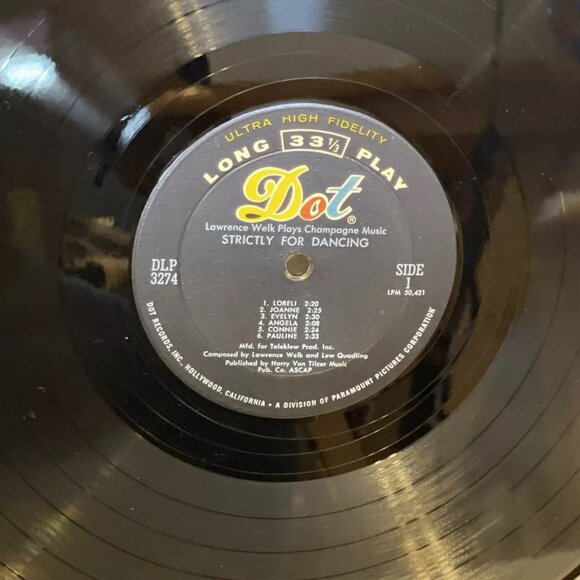 ULTRA HIGH FIDELITY
LONG 33 1/3 PLAY
Dot®
Lawrence Welk Plays Champagne Music
STRICTLY FOR DANCING
DLP
3274
SIDE
1
LPM 50,421
1. LORELI 2:20
2. JOANNE 2:25
3. EVELYN 2:30
4. ANGELA 2:08
5. CONNIE 2:24
6. PAULINE 2:33
Mfd. for Teleklew Prod. Inc.
Composed by Lawrence Welk and Lew Quadling
Published by Harry Von Tilzer Music
Pub. Co. ASCAP
DOT RECORDS, INC., HOLLYWOOD, CALIFORNIA • A DIVISION OF PARAMOUNT PICTURES CORPORATION